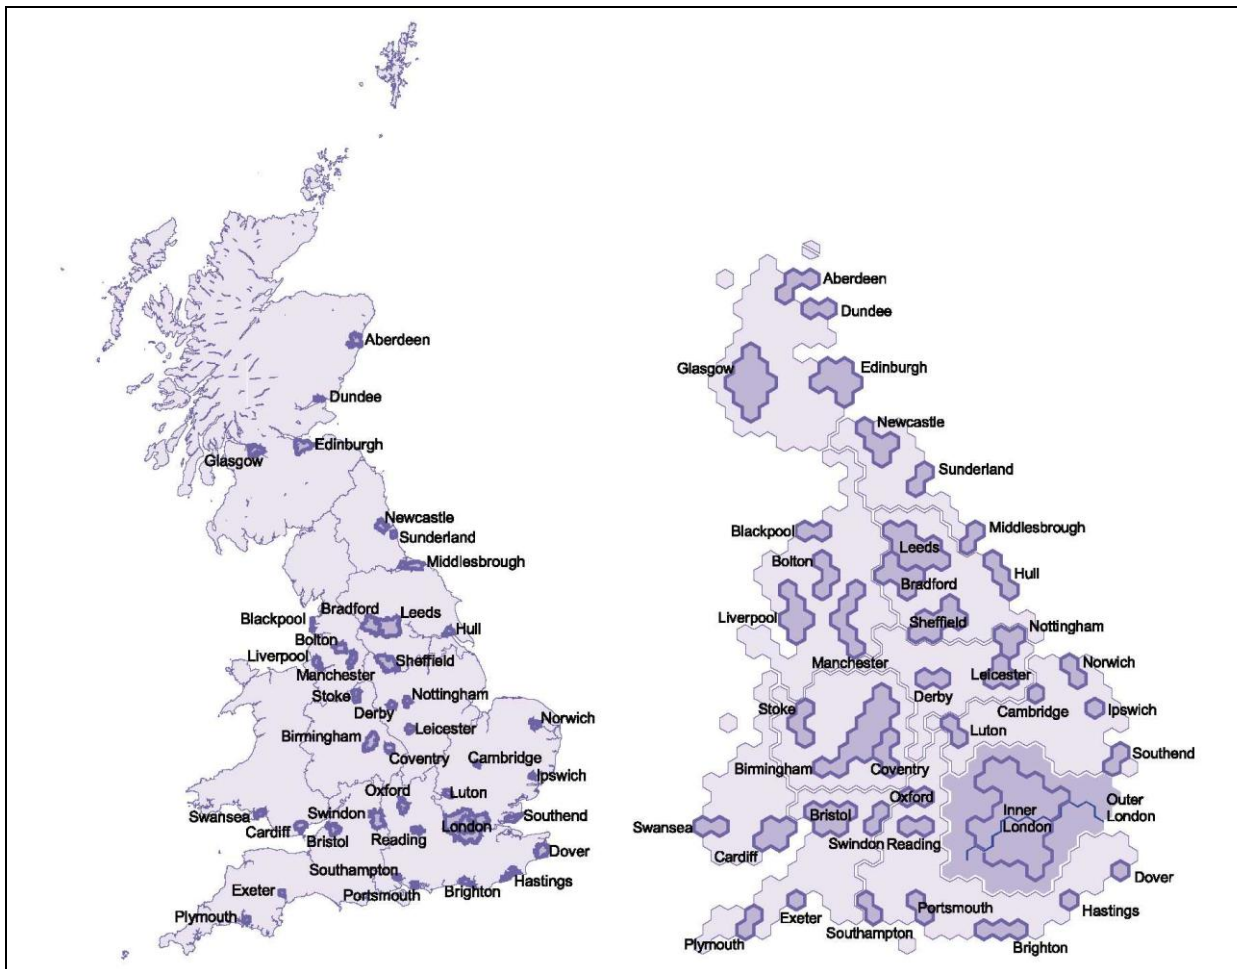 Aberdeen
Dundee
Edinburgh
Glasgow
Newcastle
Sunderland
Middlesbrough
Bradford
Leeds
Blackpool
Hull
Bolton
Liverpool
Sheffield
Manchester
Stoke
Nottingham
Derby
Norwich
Leicester
Birmingham
Coventry
Cambridge
Ipswich
Oxford
Luton
Swansea
Swindon
Southend
Cardiff
London
Bristol
Reading
Dover
Southampton
Hastings
Exeter
Portsmouth
Brighton
Plymouth
Aberdeen
Dundee
Glasgow
Edinburgh
Newcastle
Sunderland
Blackpool
Middlesbrough
Leeds
Bolton
Hull
Bradford
Liverpool
Sheffield
Nottingham
Manchester
Norwich
Leicester
Derby
Cambridge
Stoke
Ipswich
Luton
Southend
Birmingham
Coventry
Oxford
Outer
London
Inner
London
Bristol
Swansea
Cardiff
Swindon
Reading
Dover
Exeter
Portsmouth
Hastings
Southampton
Plymouth
Brighton